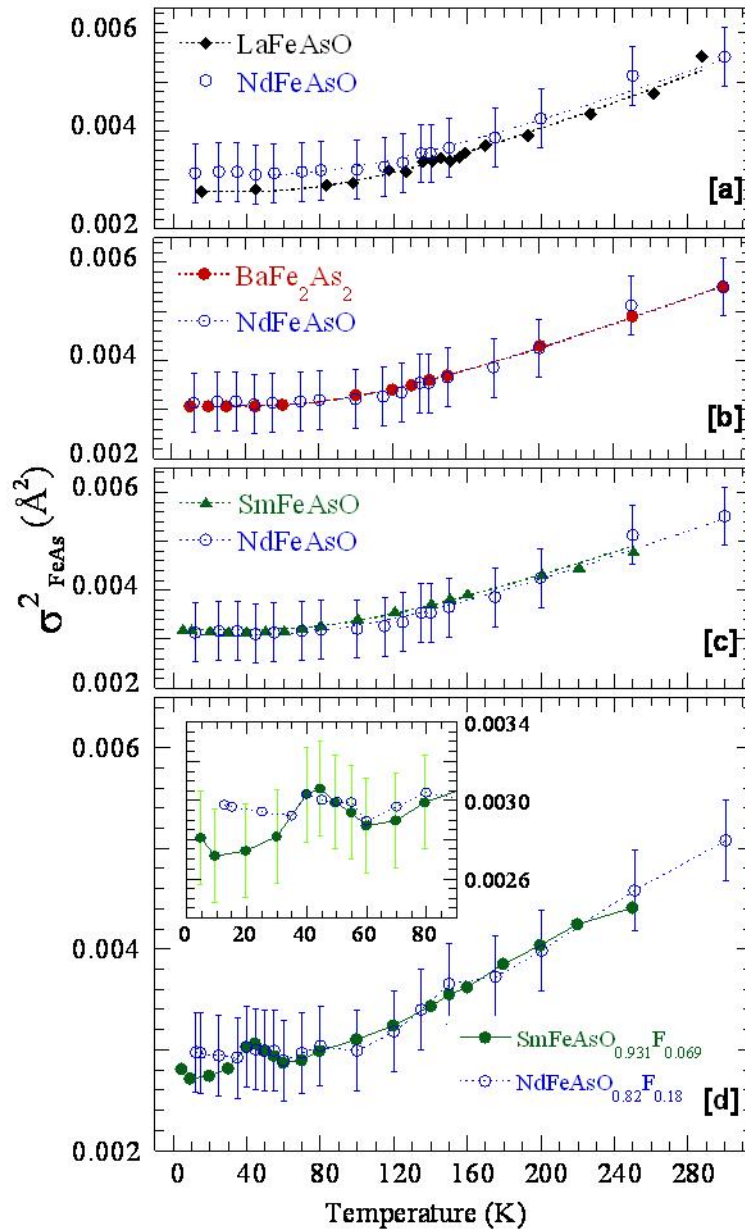 0.006
LaFeAsO
NdFeAsO
0.004
[a]
0.002
0.006
BaFe₂As₂
NdFeAsO
0.004
[b]
0.002
0.006
SmFeAsO
NdFeAsO
0.004
[c]
0.002
σ²FeAs (Å²)
0.0034
0.006
0.0030
0.0026
0 20 40 60 80
0.004
SmFeAsO₀.₉₃₁F₀.₀₆₉
NdFeAsO₀.₈₂F₀.₁₈
[d]
0.002
0 40 80 120 160 200 240 280
Temperature (K)